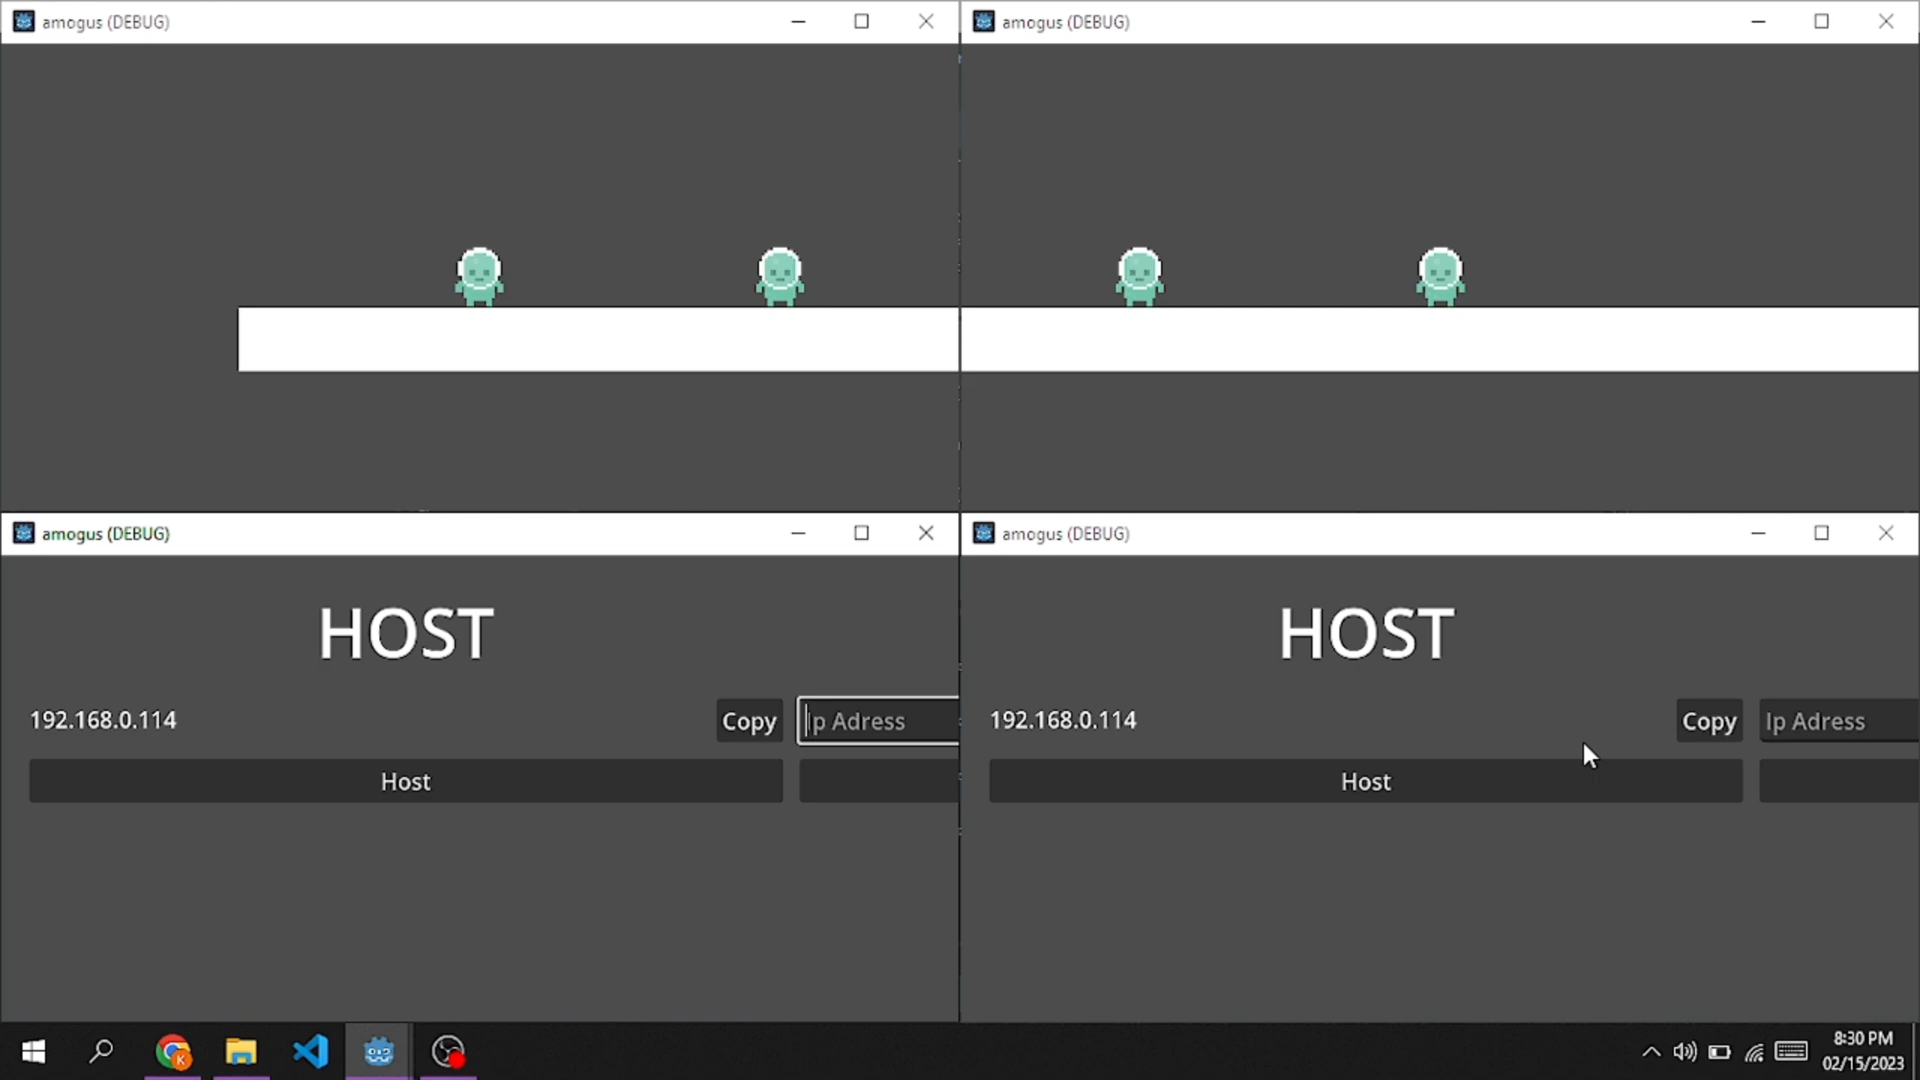 amogus (DEBUG)
amogus (DEBUG)
amogus (DEBUG)
amogus (DEBUG)
HOST
192.168.0.114
Copy
Ip Adress
Host
HOST
192.168.0.114
Copy
Ip Adress
Host
K
8:30 PM
02/15/2023